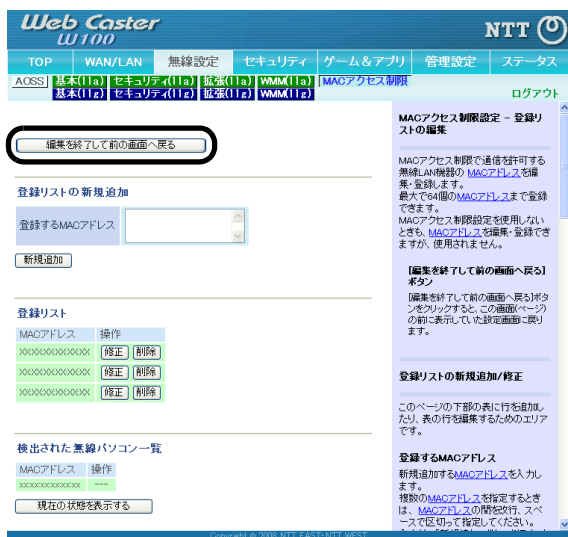 Web Caster
W100
NTT
TOP WAN/LAN 無線設定 セキュリティ ゲーム&アプリ 管理設定 ステータス
AOSS 基本(11a) セキュリティ(11a) 拡張(11a) WMM(11a) MACアクセス制限
基本(11g) セキュリティ(11g) 拡張(11g) WMM(11g)
ログアウト
編集を終了して前の画面へ戻る
登録リストの新規追加
登録するMACアドレス
新規追加
登録リスト
MACアドレス 操作
XXXXXXXXXXXX 修正 削除
XXXXXXXXXXXX 修正 削除
XXXXXXXXXXXX 修正 削除
検出された無線パソコン一覧
MACアドレス 操作
xxxxxxxxxxxx ---
現在の状態を表示する
MACアクセス制限設定 - 登録リ
ストの編集
MACアクセス制限で通信を許可する
無線LAN機器の MACアドレスを編
集・登録します。
最大で64個のMACアドレスまで登録
できます。
MACアクセス制限設定を使用しない
ときも、MACアドレスを編集・登録でき
ますが、使用されません。
[編集を終了して前の画面へ戻る]
ボタン
[編集を終了して前の画面へ戻る]ボタ
ンをクリックすると、この画面(ページ)
の前に表示していた設定画面に戻り
ます。
登録リストの新規追加/修正
このページの下部の表に行を追加し
たり、表の行を編集するためのエリア
です。
登録するMACアドレス
新規追加するMACアドレスを入力し
ます。
複数のMACアドレスを指定するとき
は、MACアドレスの間を改行、スペ
ースで区切って指定してください。
Copyright © 2008 NTT EAST・NTT WEST